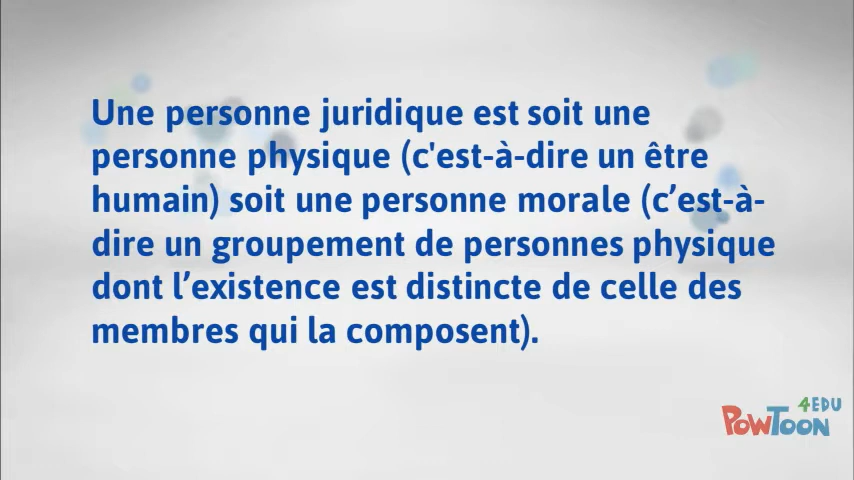 Une personne juridique est soit une
personne physique (c'est-à-dire un être
humain) soit une personne morale (c’est-à-
dire un groupement de personnes physique
dont l’existence est distincte de celle des
membres qui la composent).
4EDU
POWTOON